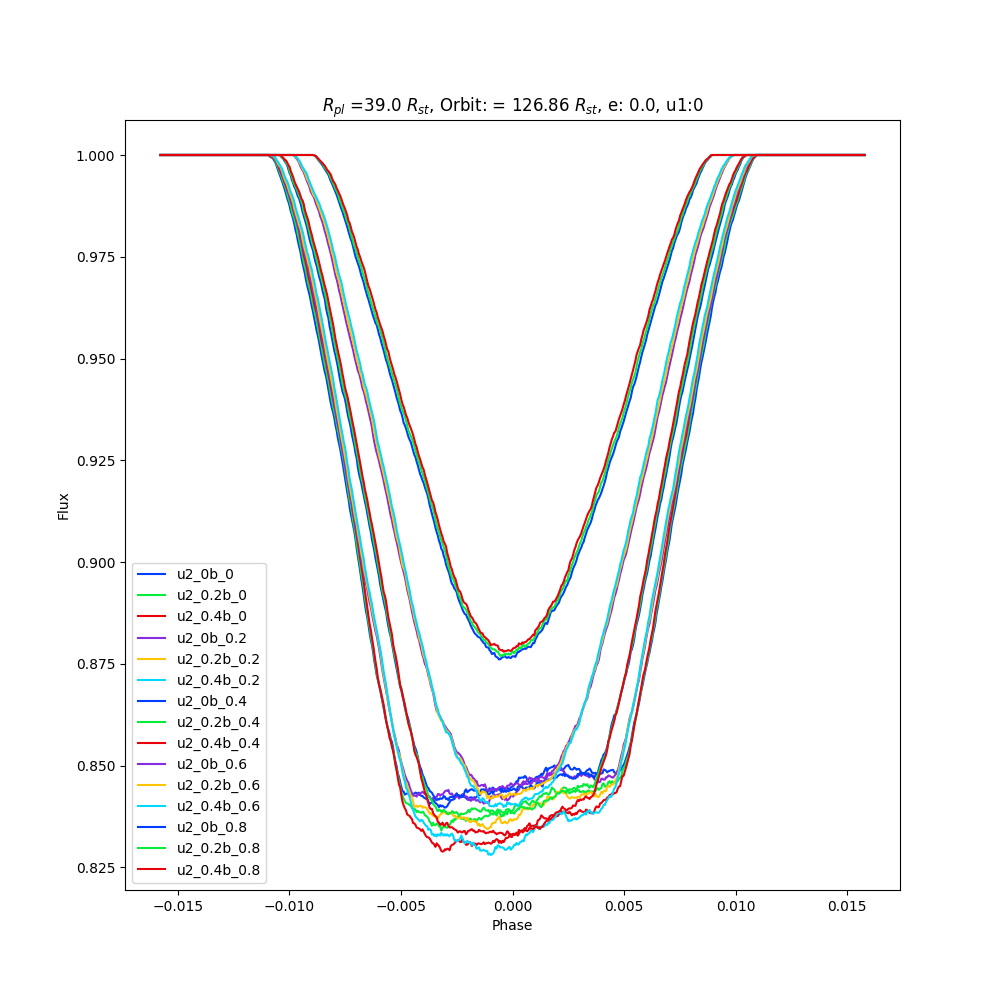 R_pl =39.0 R_st, Orbit: = 126.86 R_st, e: 0.0, u1:0
1.000
0.975
0.950
0.925
0.900
0.875
0.850
0.825
Flux
u2_0b_0
u2_0.2b_0
u2_0.4b_0
u2_0b_0.2
u2_0.2b_0.2
u2_0.4b_0.2
u2_0b_0.4
u2_0.2b_0.4
u2_0.4b_0.4
u2_0b_0.6
u2_0.2b_0.6
u2_0.4b_0.6
u2_0b_0.8
u2_0.2b_0.8
u2_0.4b_0.8
−0.015 −0.010 −0.005 0.000 0.005 0.010 0.015
Phase